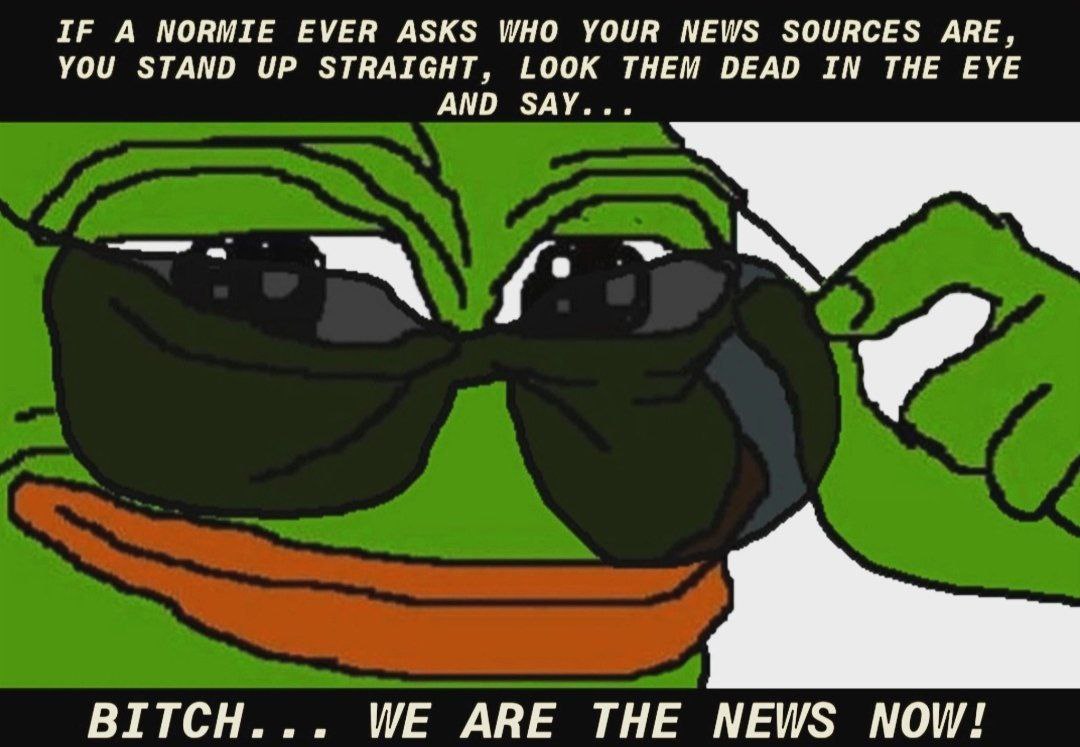 IF A NORMIE EVER ASKS WHO YOUR NEWS SOURCES ARE,
YOU STAND UP STRAIGHT, LOOK THEM DEAD IN THE EYE
AND SAY...
BITCH... WE ARE THE NEWS NOW!